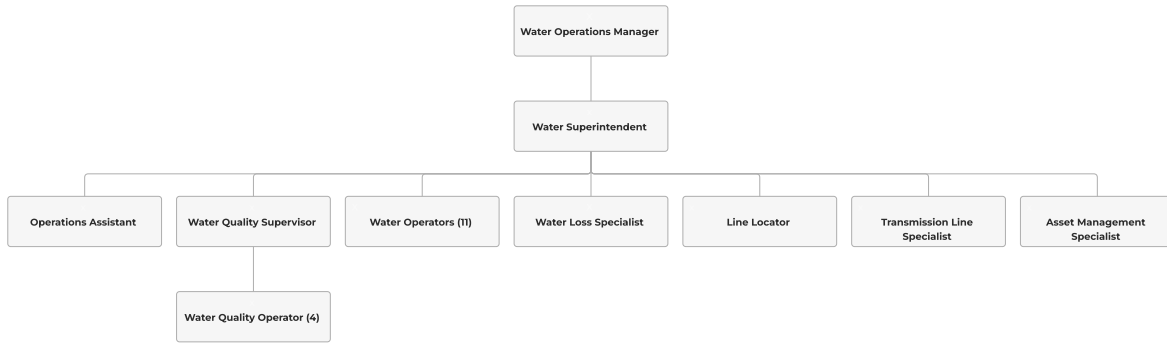 Water Operations Manager
Water Superintendent
Operations Assistant
Water Quality Supervisor
Water Operators (11)
Water Loss Specialist
Line Locator
Transmission Line
Specialist
Asset Management
Specialist
Water Quality Operator (4)